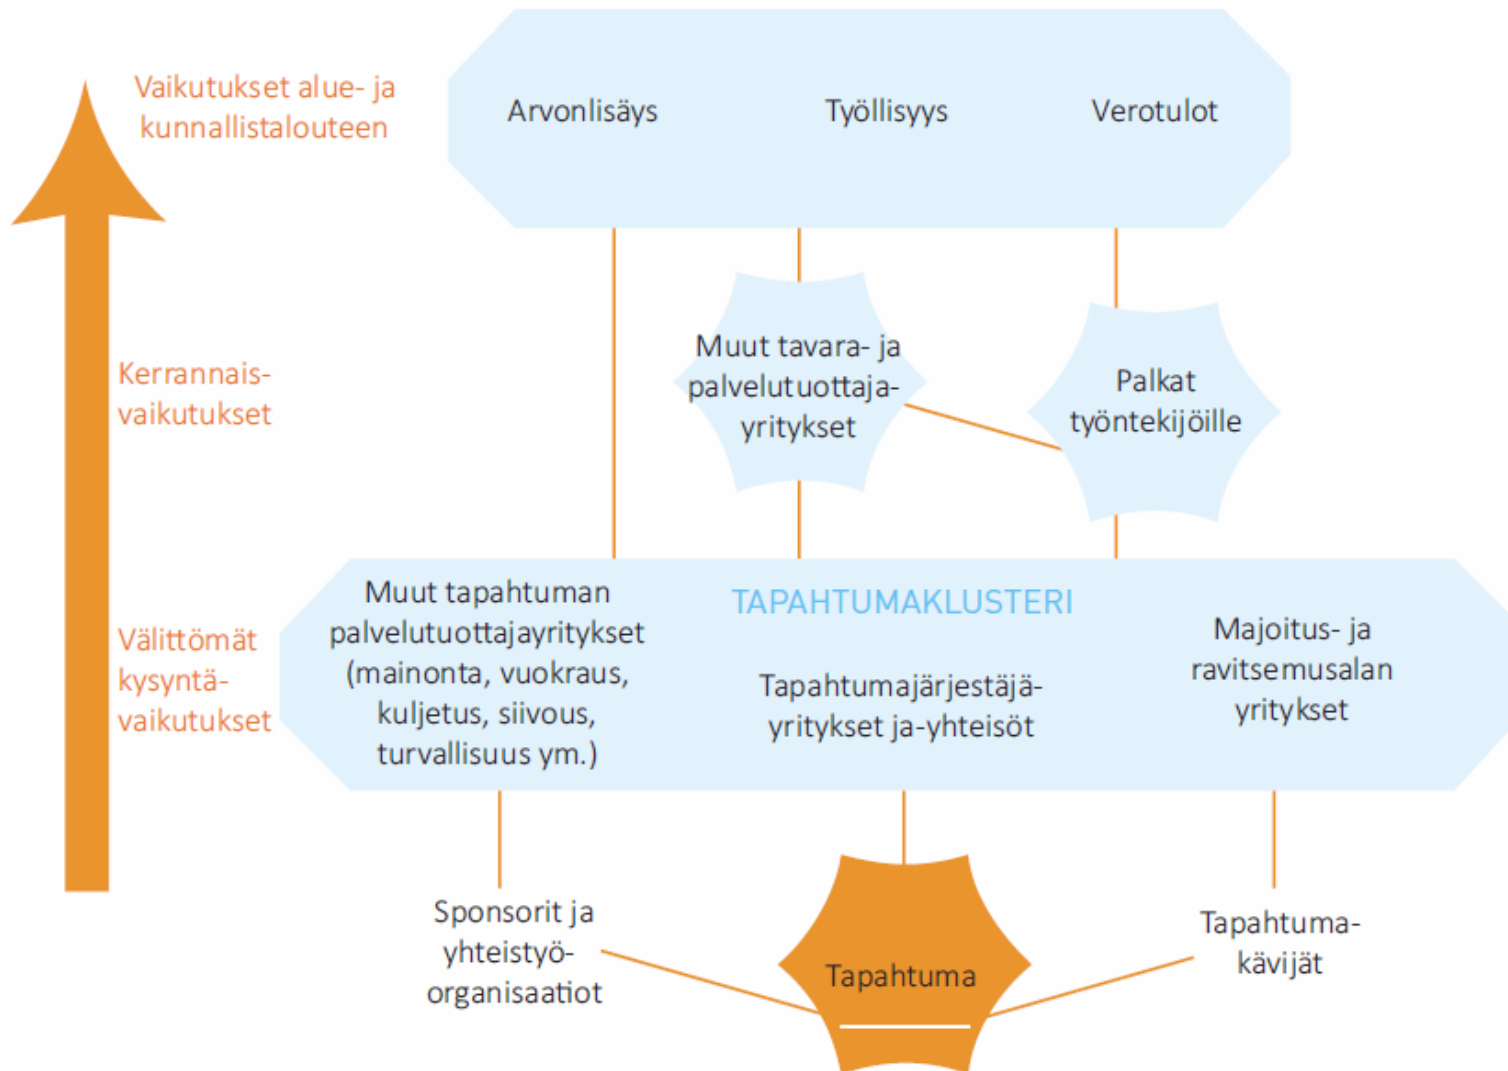 Vaikutukset alue- ja
kunnallistalouteen
Arvonlisäys
Työllisyys
Verotulot
Kerrannais-
vaikutukset
Muut tavara- ja
palvelutuottaja-
yritykset
Palkat
työntekijöille
Välittömät
kysyntä-
vaikutukset
Muut tapahtuman
palvelutuottajayritykset
(mainonta, vuokraus,
kuljetus, siivous,
turvallisuus ym.)
TAPAHTUMAKLUSTERI
Tapahtumajärjestäjä-
yritykset ja-yhteisöt
Majoitus- ja
ravitsemusalan
yritykset
Sponsorit ja
yhteistyö-
organisaatiot
Tapahtuma
Tapahtuma-
kävijät